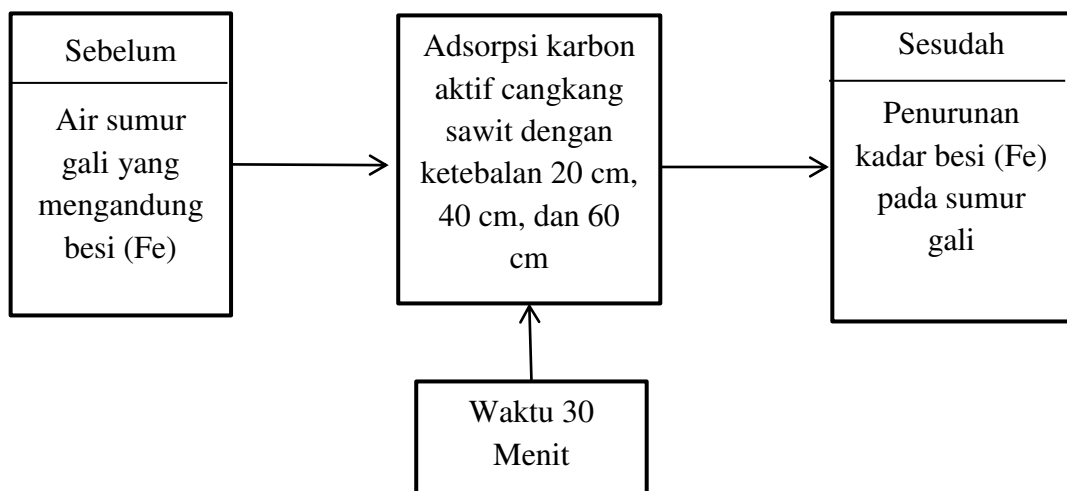 Sebelum
Air sumur
gali yang
mengandung
besi (Fe)
Adsorpsi karbon
aktif cangkang
sawit dengan
ketebalan 20 cm,
40 cm, dan 60
cm
Sesudah
Penurunan
kadar besi (Fe)
pada sumur
gali
Waktu 30
Menit